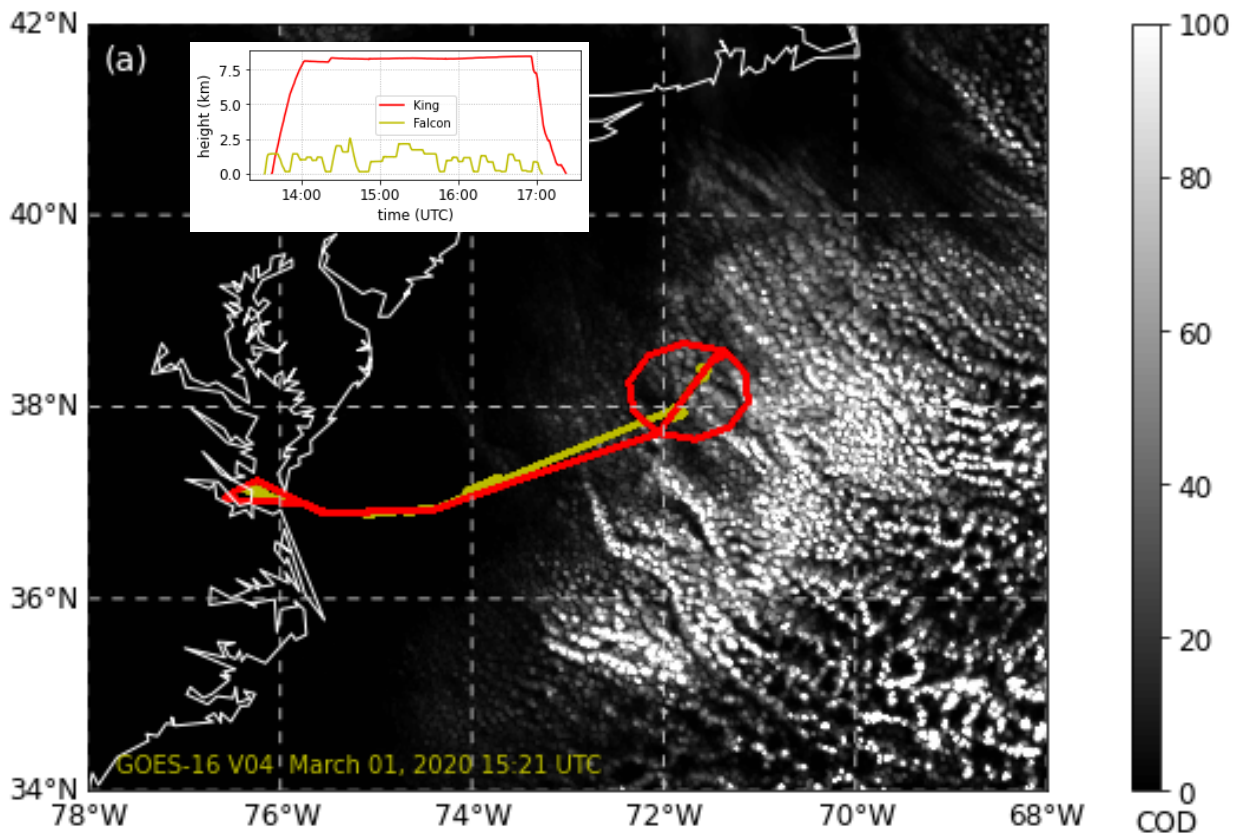 42°N
(a)
100
7.5
5.0
2.5
0.0
height (km)
King
Falcon
14:00
15:00
16:00
17:00
time (UTC)
80
40°N
60
38°N
40
36°N
20
GOES-16 V04 March 01, 2020 15:21 UTC
34°N
0
78°W
76°W
74°W
72°W
70°W
68°W
COD